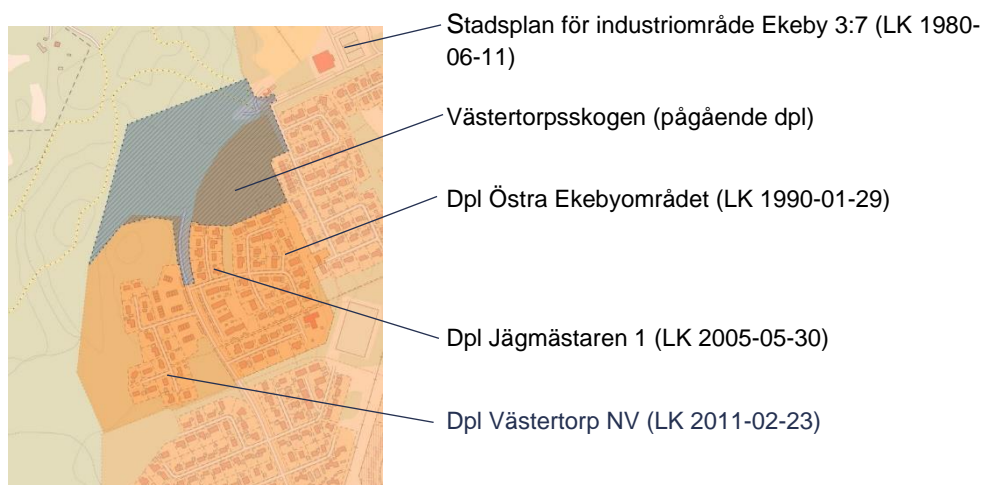 Stadsplan för industriområde Ekeby 3:7 (LK 1980-
06-11)
Västertorpsskogen (pågående dpl)
Dpl Östra Ekebyområdet (LK 1990-01-29)
Dpl Jägmästaren 1 (LK 2005-05-30)
Dpl Västertorp NV (LK 2011-02-23)